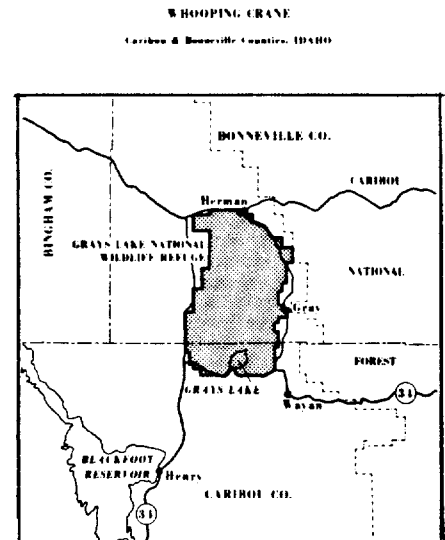 WHOOPING CRANE
Caribou & Bonneville Counties, IDAHO
BONNEVILLE CO.
BINGHAM CO.
CARIBOU
Herman
GRAYS LAKE NATIONAL
WILDLIFE REFUGE
NATIONAL
Gray
FOREST
GRAYS LAKE
Wayan
34
BLACKFOOT
RESERVOIR
Henry
CARIBOU CO.
34